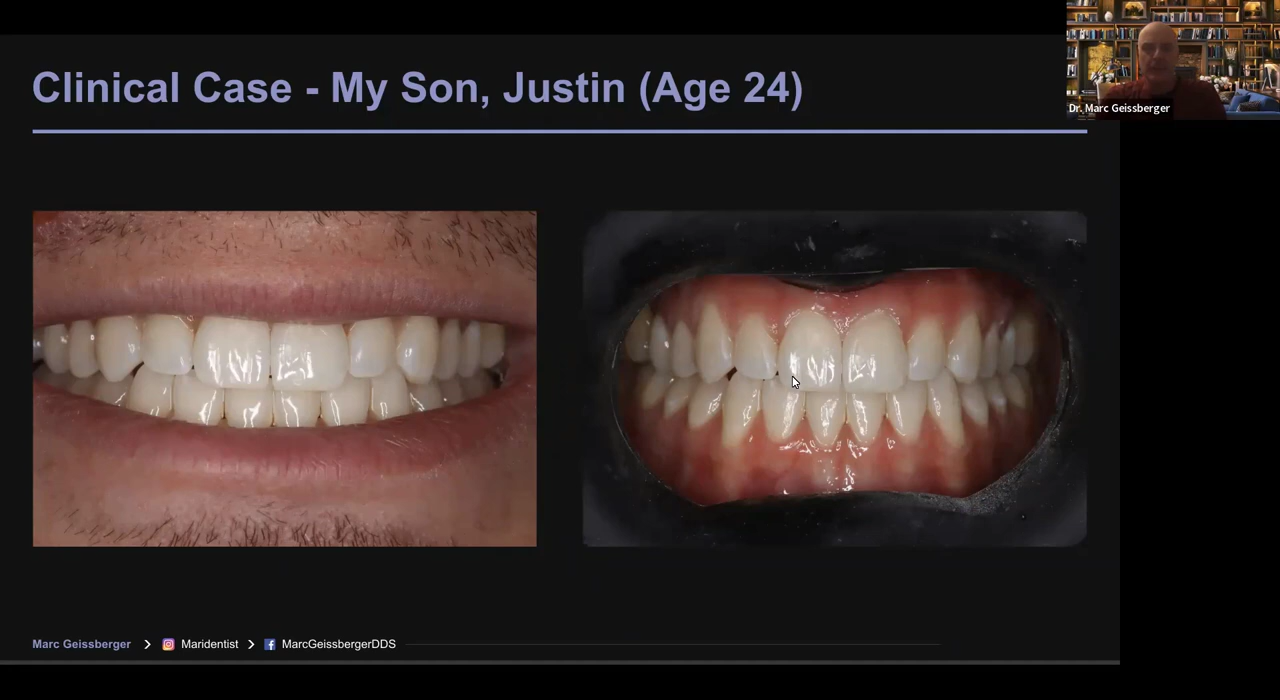 Clinical Case - My Son, Justin (Age 24)
Dr. Marc Geissberger
Marc Geissberger > Maridentist > MarcGeissbergerDDS